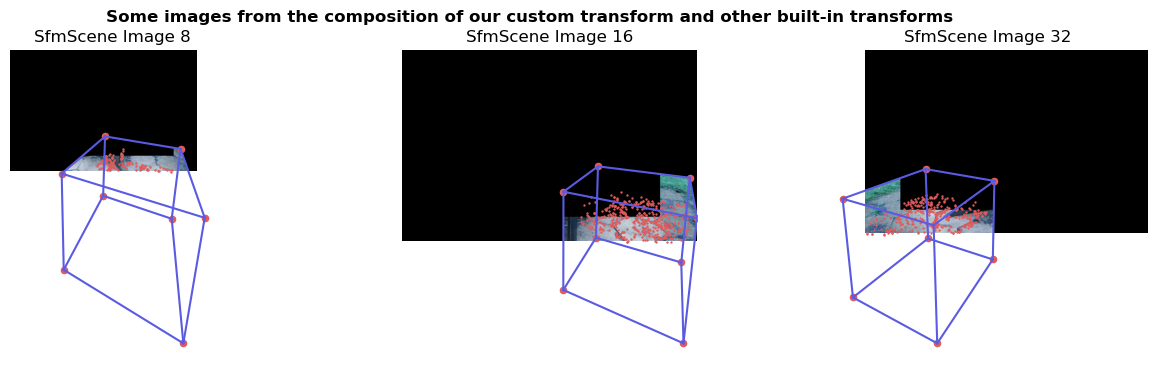 Some images from the composition of our custom transform and other built-in transforms
SfmScene Image 8
SfmScene Image 16
SfmScene Image 32